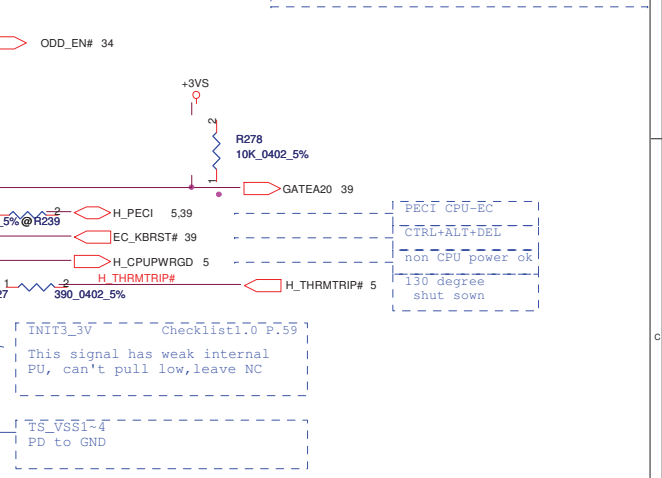 ODD_EN# 34
+3VS
2
R278
10K_0402_5%
1
GATEA20 39
2
5%@R239
H_PECI 5,39
PECI CPU-EC
EC_KBRST# 39
CTRL+ALT+DEL
H_CPUPWRGD 5
non CPU power ok
H_THRMTRIP#
1
2
27
390_0402_5%
H_THRMTRIP# 5
130 degree
shut sown
INIT3_3V Checklist1.0 P.59
This signal has weak internal
PU, can't pull low,leave NC
C
TS_VSS1~4
PD to GND